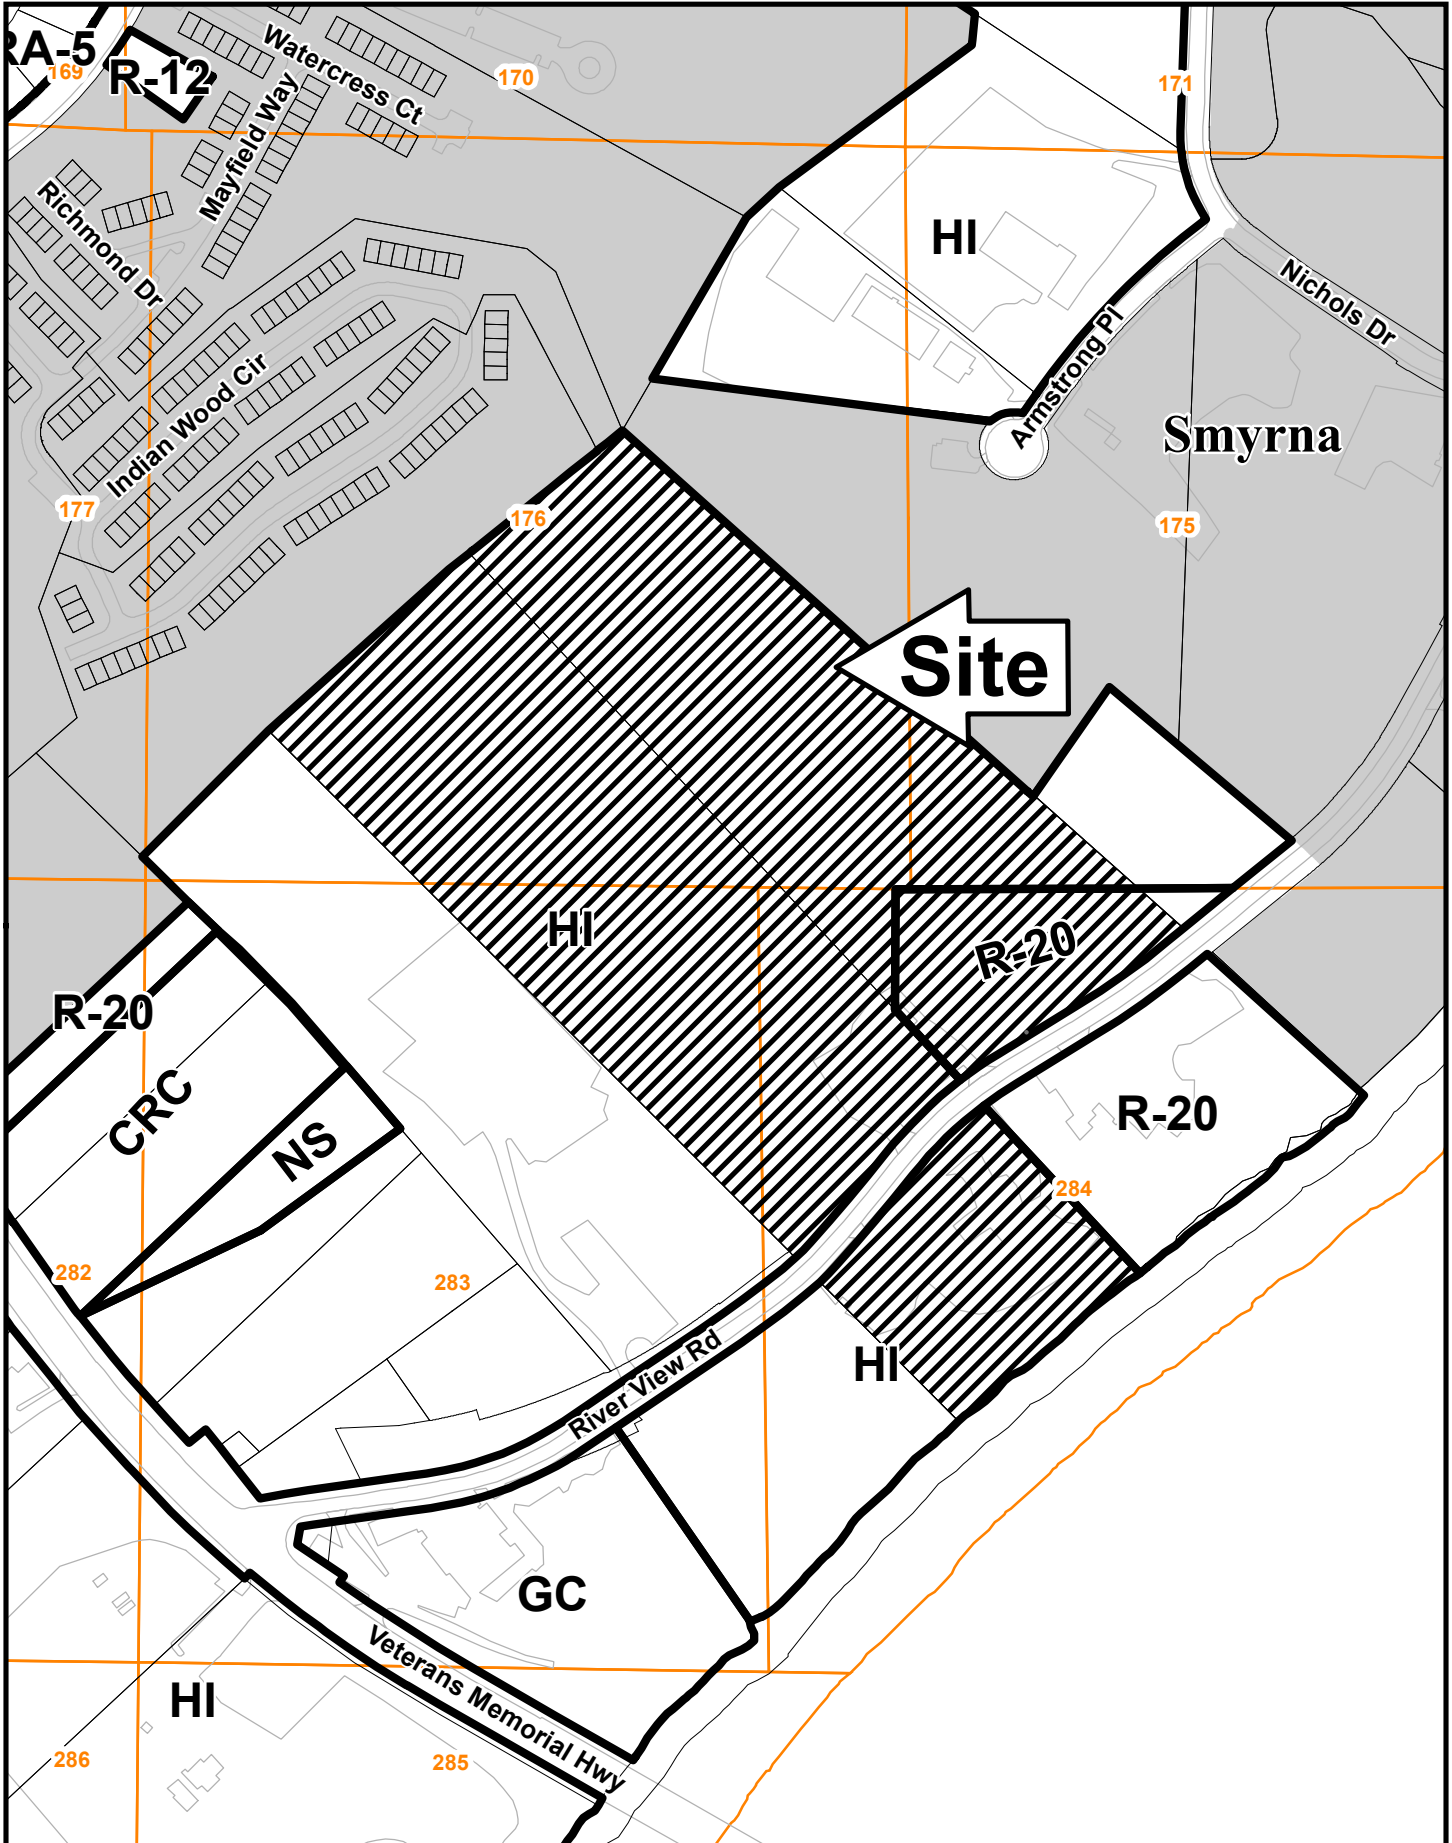 RA-5
169
R-12
Watercress Ct
170
171
Mayfield Way
Richmond Dr
HI
Nichols Dr
Armstrong Pl
Indian Wood Cir
Smyrna
177
176
175
Site
HI
R-20
R-20
CRC
NS
R-20
284
282
283
HI
River View Rd
GC
Veterans Memorial Hwy
HI
286
285